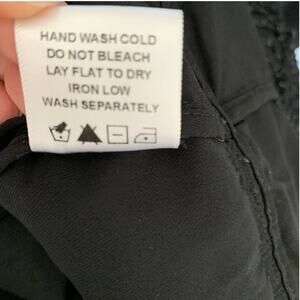 HAND WASH COLD
DO NOT BLEACH
LAY FLAT TO DRY
IRON LOW
WASH SEPARATELY